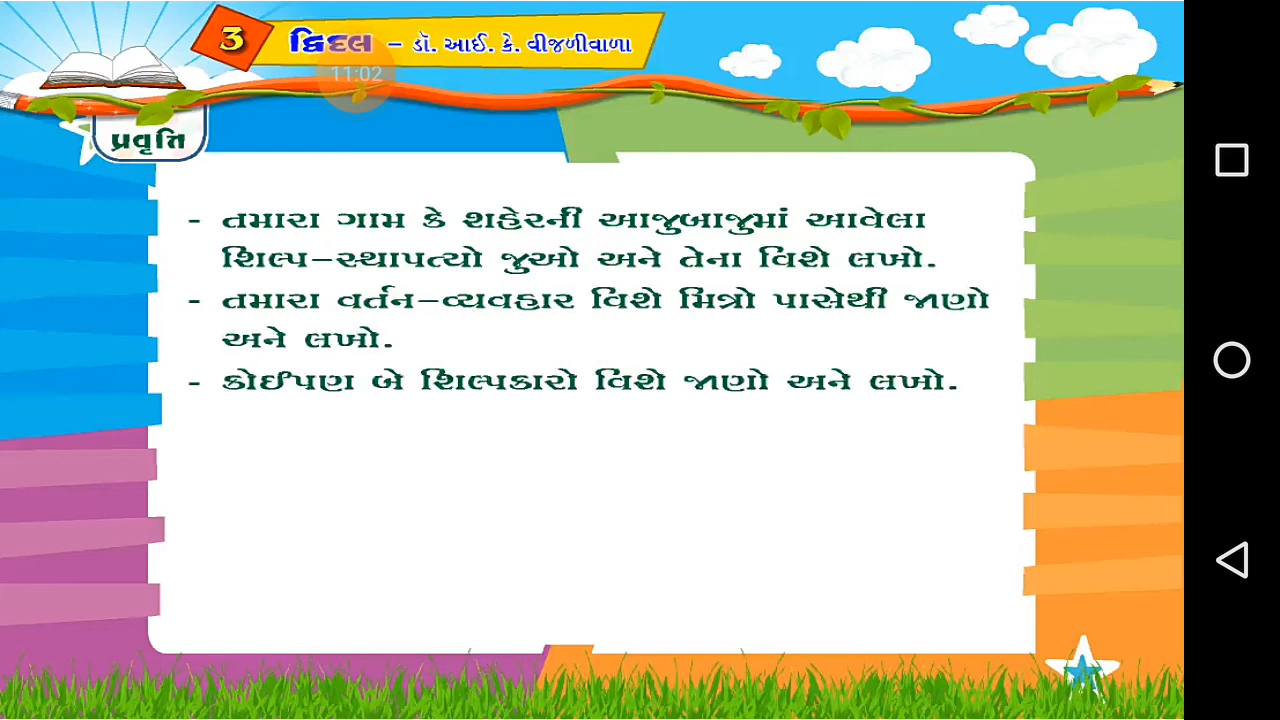 3 દ્વિદલ – ડૉ. આઈ. કે. વીજળીવાળા
11:02
પ્રવૃત્તિ
- તમારા ગામ કે શહેરની આજુબાજુમાં આવેલા
શિલ્પ–સ્થાપત્યો જુઓ અને તેના વિશે લખો.
- તમારા વર્તન–વ્યવહાર વિશે મિત્રો પાસેથી જાણો
અને લખો.
- કોઈપણ બે શિલ્પકારો વિશે જાણો અને લખો.